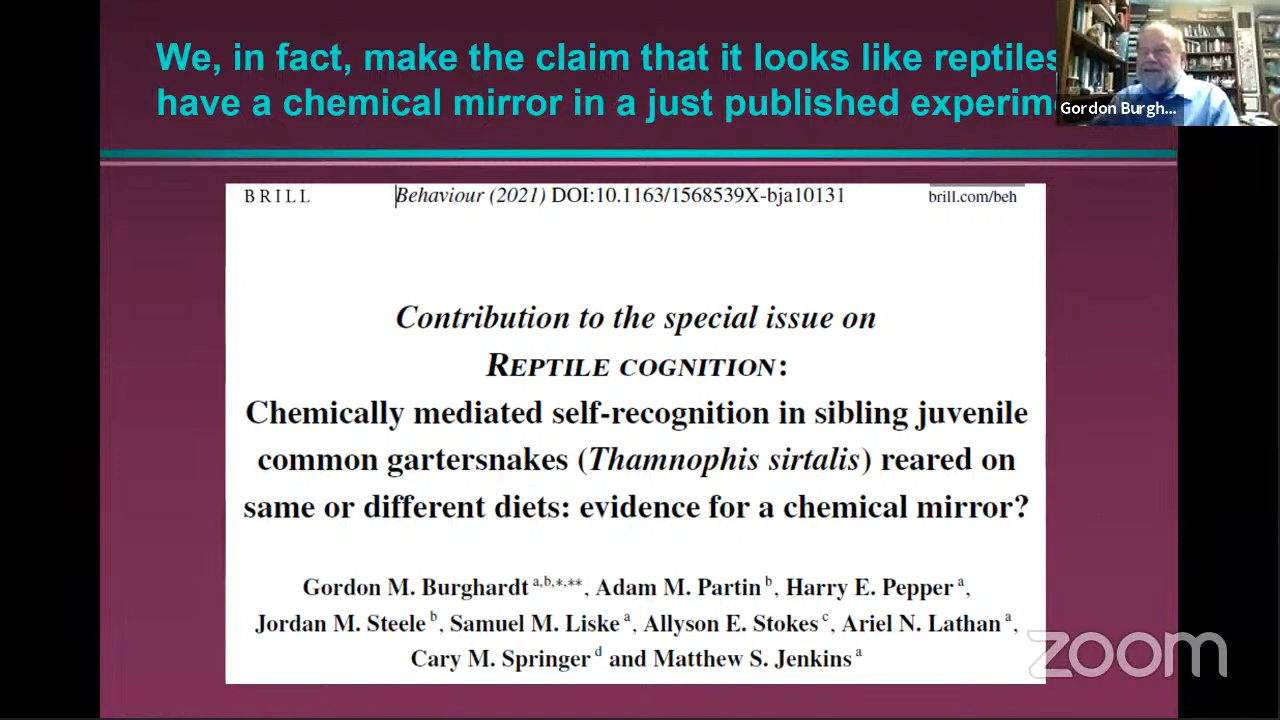 We, in fact, make the claim that it looks like reptiles
have a chemical mirror in a just published experim
Gordon Burgh...
BRILL
Behaviour (2021) DOI:10.1163/1568539X-bja10131
brill.com/beh
Contribution to the special issue on
REPTILE COGNITION:
Chemically mediated self-recognition in sibling juvenile
common gartersnakes (Thamnophis sirtalis) reared on
same or different diets: evidence for a chemical mirror?
Gordon M. Burghardt a,b,*,**, Adam M. Partin b, Harry E. Pepper a,
Jordan M. Steele b, Samuel M. Liske a, Allyson E. Stokes c, Ariel N. Lathan a,
Cary M. Springer d and Matthew S. Jenkins a
zoom